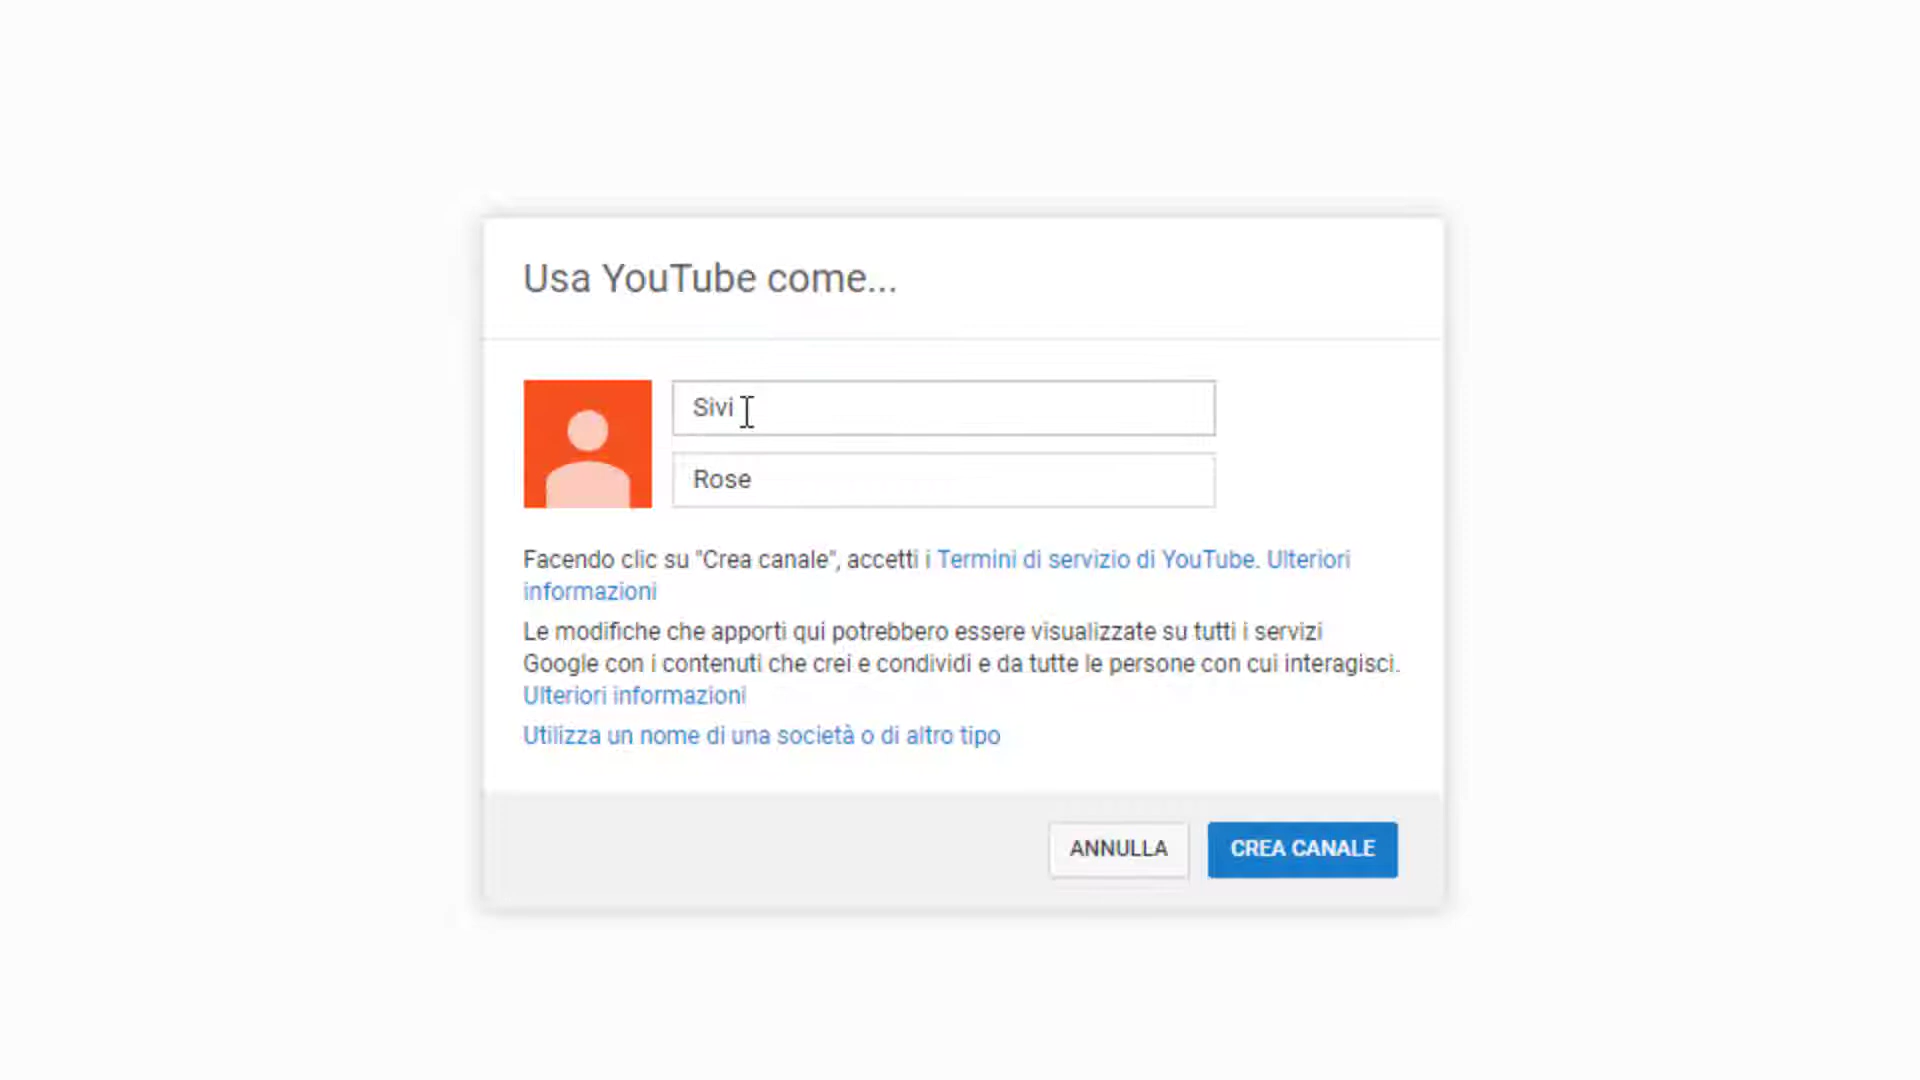 Usa YouTube come...
Sivi
Rose
Facendo clic su "Crea canale", accetti i Termini di servizio di YouTube. Ulteriori
informazioni
Le modifiche che apporti qui potrebbero essere visualizzate su tutti i servizi
Google con i contenuti che crei e condividi e da tutte le persone con cui interagisci.
Ulteriori informazioni
Utilizza un nome di una società o di altro tipo
ANNULLA
CREA CANALE